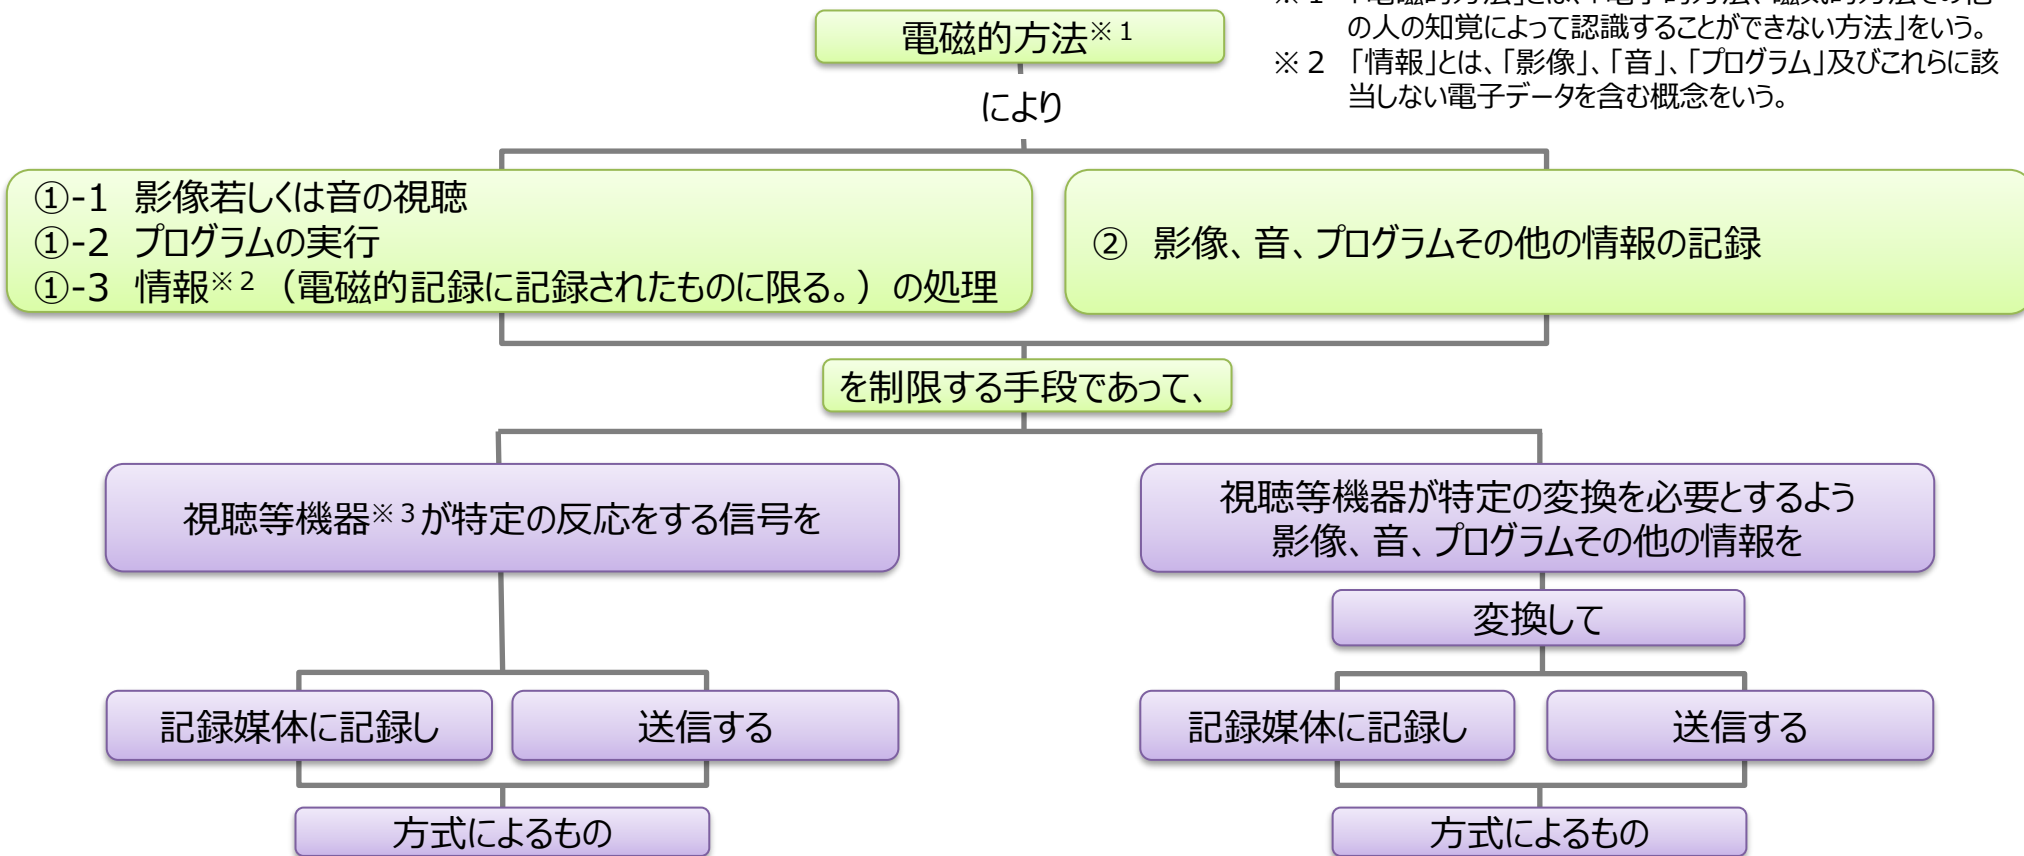 電磁的方法※1
の人の知覚によって認識することができない方法」をいう。
※2 「情報」とは、「影像」、「音」、「プログラム」及びこれらに該
当しない電子データを含む概念をいう。
により
①-1 影像若しくは音の視聴
①-2 プログラムの実行
①-3 情報※2（電磁的記録に記録されたものに限る。）の処理
② 影像、音、プログラムその他の情報の記録
を制限する手段であって、
視聴等機器※3が特定の反応をする信号を
視聴等機器が特定の変換を必要とするよう
影像、音、プログラムその他の情報を
変換して
記録媒体に記録し
送信する
記録媒体に記録し
送信する
方式によるもの
方式によるもの